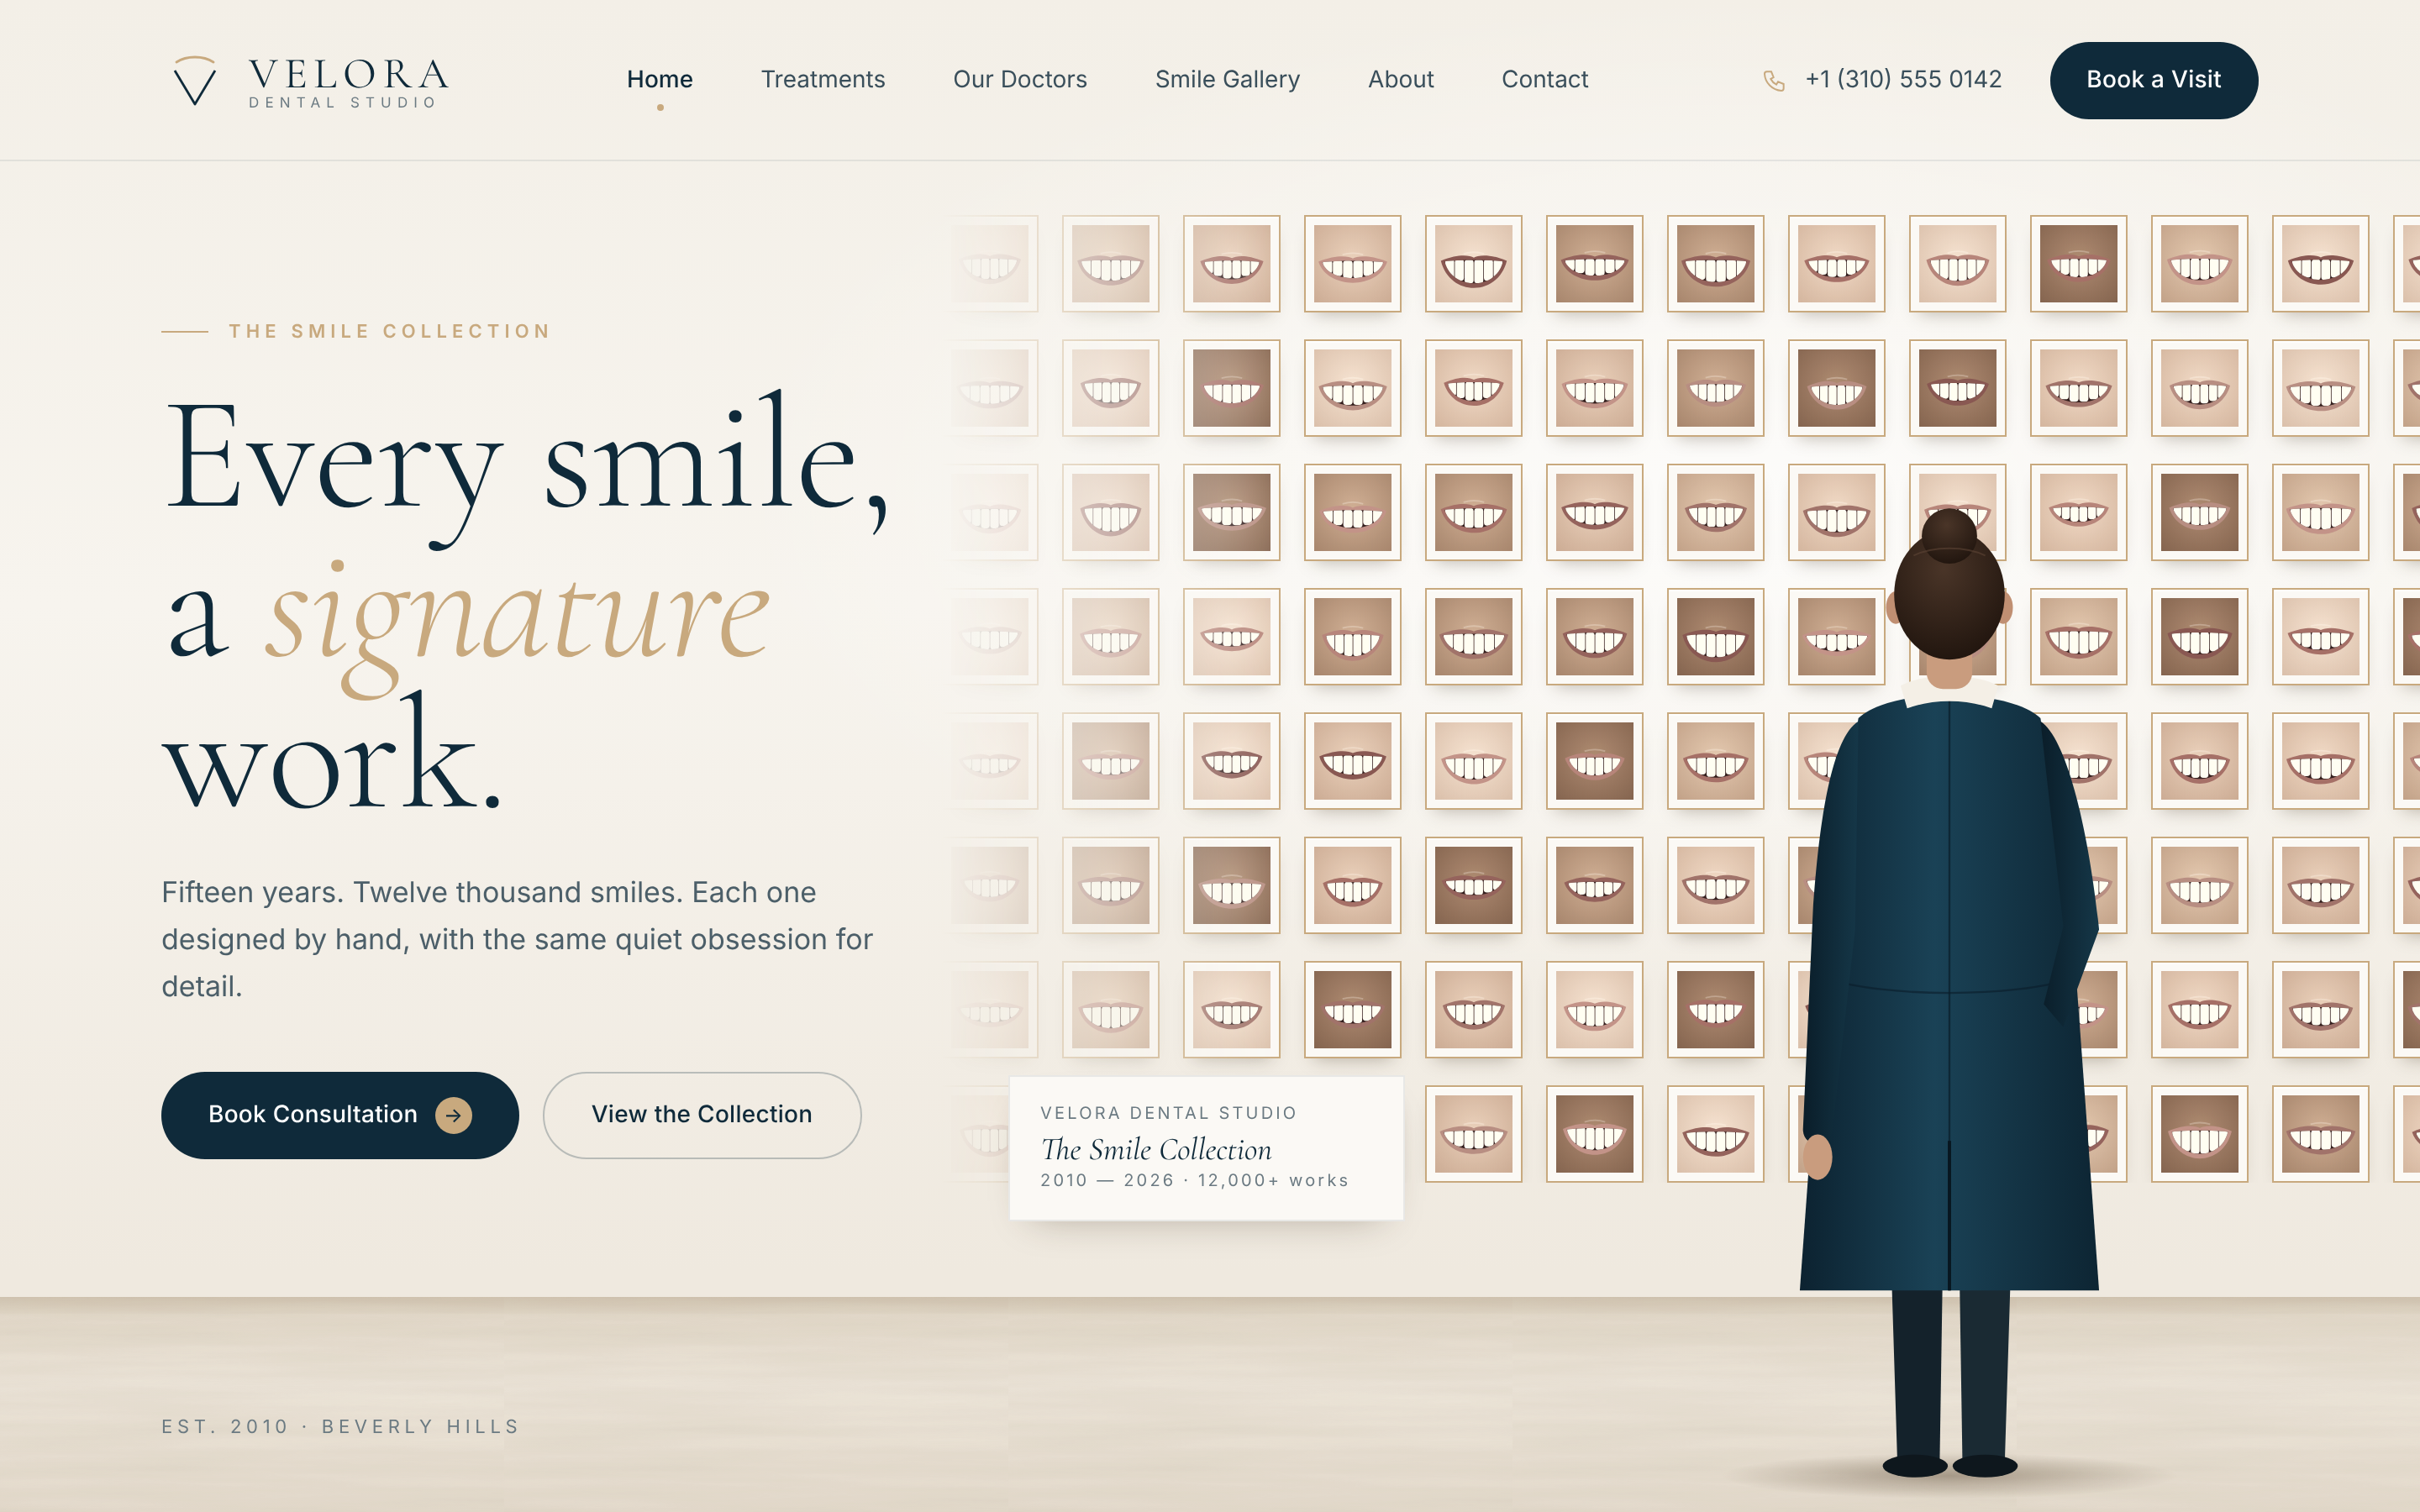 VELORA
DENTAL STUDIO
Home
Treatments
Our Doctors
Smile Gallery
About
Contact
+1 (310) 555 0142
Book a Visit
THE SMILE COLLECTION
Every smile,
a signature
work.
Fifteen years. Twelve thousand smiles. Each one
designed by hand, with the same quiet obsession for
detail.
Book Consultation
View the Collection
VELORA DENTAL STUDIO
The Smile Collection
2010 — 2026 · 12,000+ works
EST. 2010 · BEVERLY HILLS